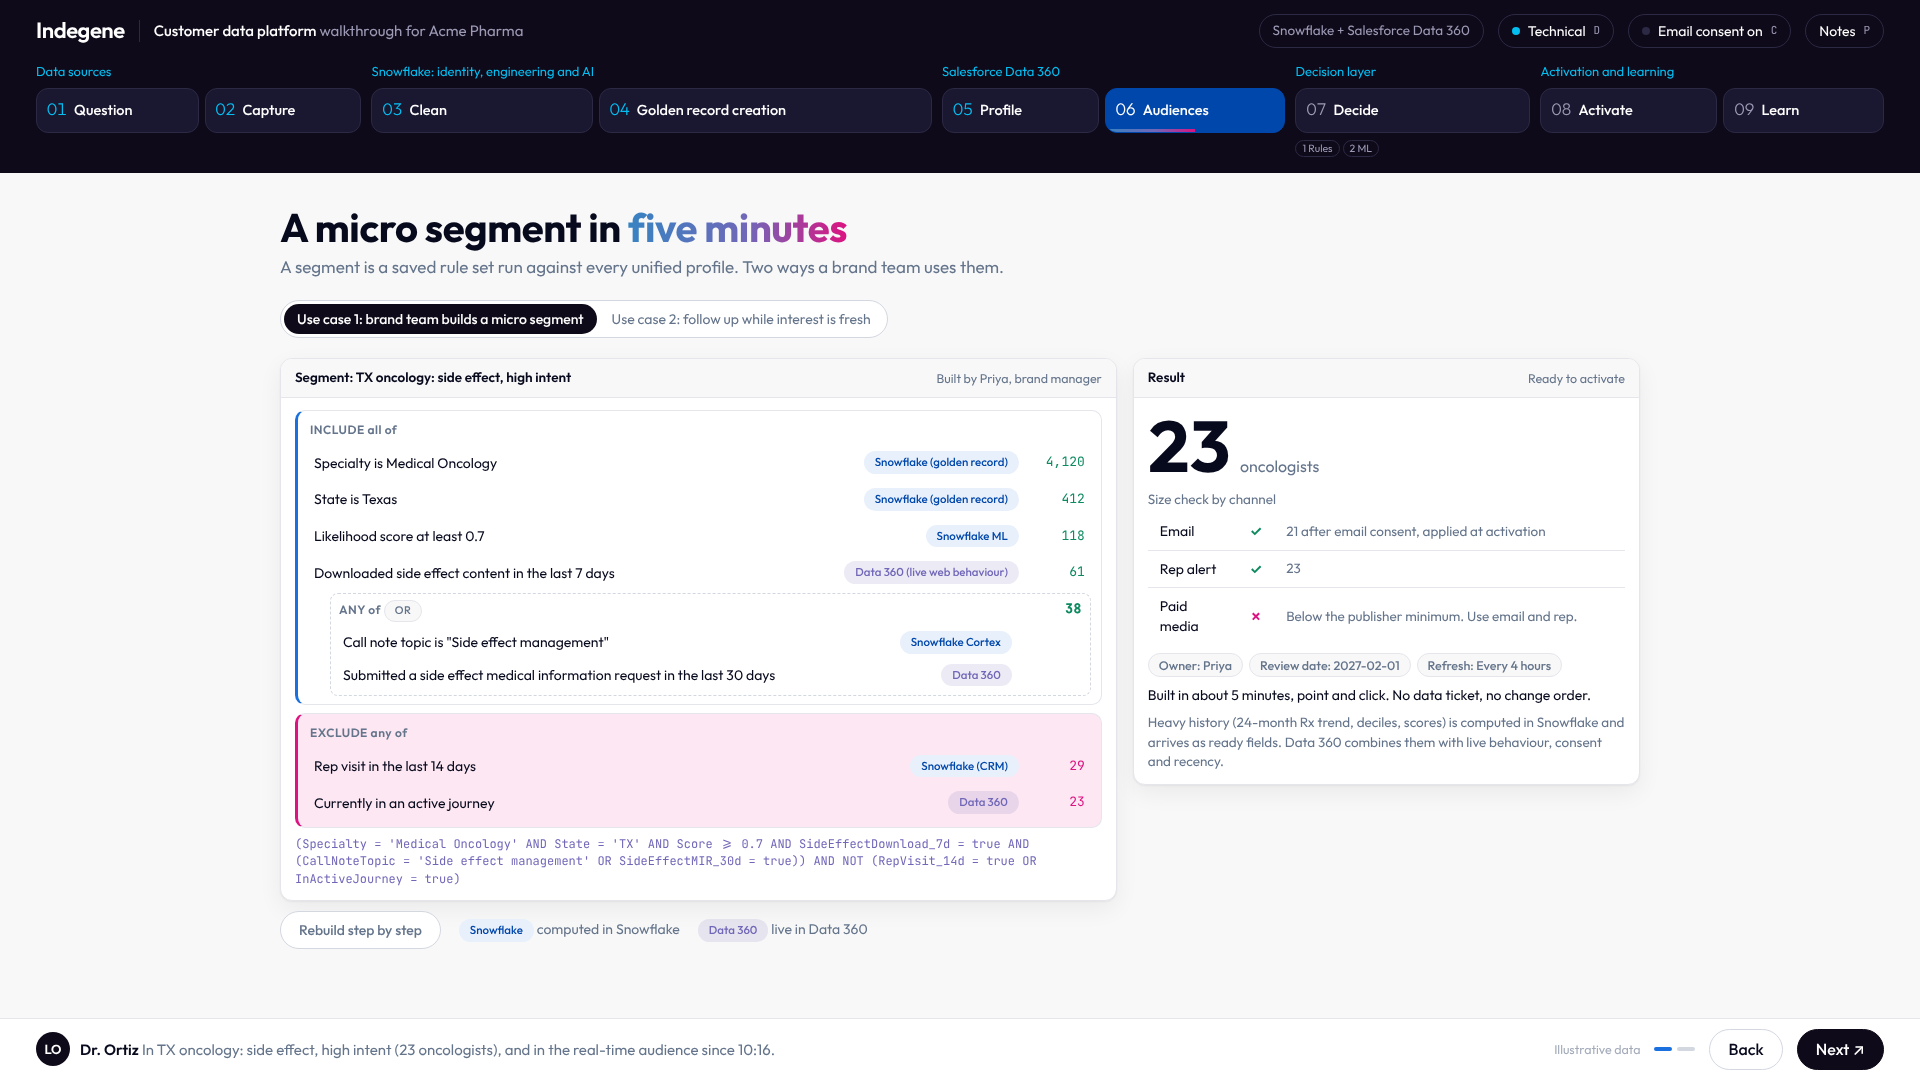 Indegene
Customer data platform walkthrough for Acme Pharma
Snowflake + Salesforce Data 360
Technical D
Email consent on C
Notes P
Data sources
Snowflake: identity, engineering and AI
Salesforce Data 360
Decision layer
Activation and learning
01 Question
02 Capture
03 Clean
04 Golden record creation
05 Profile
06 Audiences
07 Decide
08 Activate
09 Learn
1 Rules
2 ML
A micro segment in five minutes
A segment is a saved rule set run against every unified profile. Two ways a brand team uses them.
Use case 1: brand team builds a micro segment
Use case 2: follow up while interest is fresh
Segment: TX oncology: side effect, high intent
Built by Priya, brand manager
INCLUDE all of
Specialty is Medical Oncology Snowflake (golden record) 4,120
State is Texas Snowflake (golden record) 412
Likelihood score at least 0.7 Snowflake ML 118
Downloaded side effect content in the last 7 days Data 360 (live web behaviour) 61
ANY of OR 38
Call note topic is "Side effect management" Snowflake Cortex
Submitted a side effect medical information request in the last 30 days Data 360
EXCLUDE any of
Rep visit in the last 14 days Snowflake (CRM) 29
Currently in an active journey Data 360 23
(Specialty = 'Medical Oncology' AND State = 'TX' AND Score ⩾ 0.7 AND SideEffectDownload_7d = true AND
(CallNoteTopic = 'Side effect management' OR SideEffectMIR_30d = true)) AND NOT (RepVisit_14d = true OR
InActiveJourney = true)
Rebuild step by step
Snowflake computed in Snowflake
Data 360 live in Data 360
Result
Ready to activate
23 oncologists
Size check by channel
Email ✓ 21 after email consent, applied at activation
Rep alert ✓ 23
Paid media ✕ Below the publisher minimum. Use email and rep.
Owner: Priya
Review date: 2027-02-01
Refresh: Every 4 hours
Built in about 5 minutes, point and click. No data ticket, no change order.
Heavy history (24-month Rx trend, deciles, scores) is computed in Snowflake and
arrives as ready fields. Data 360 combines them with live behaviour, consent
and recency.
LO
Dr. Ortiz In TX oncology: side effect, high intent (23 oncologists), and in the real-time audience since 10:16.
Illustrative data
Back
Next ↗